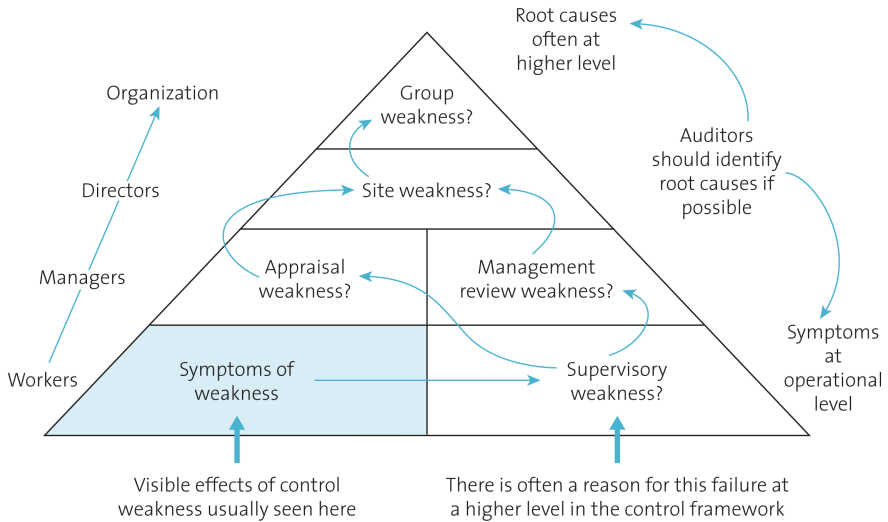 Root causes
often at
higher level
Organization
Group
weakness?
Auditors
should identify
root causes if
possible
Directors
Site weakness?
Managers
Appraisal
weakness?
Management
review weakness?
Workers
Symptoms of
weakness
Supervisory
weakness?
Symptoms
at
operational
level
Visible effects of control
weakness usually seen here
There is often a reason for this failure at
a higher level in the control framework